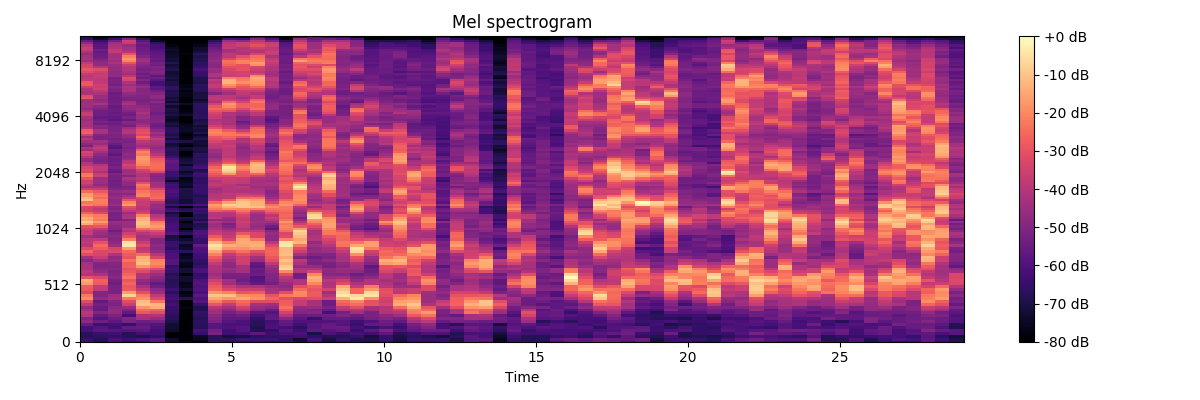 Mel spectrogram
8192
4096
2048
1024
512
0
Hz
0 5 10 15 20 25
Time
+0 dB
-10 dB
-20 dB
-30 dB
-40 dB
-50 dB
-60 dB
-70 dB
-80 dB